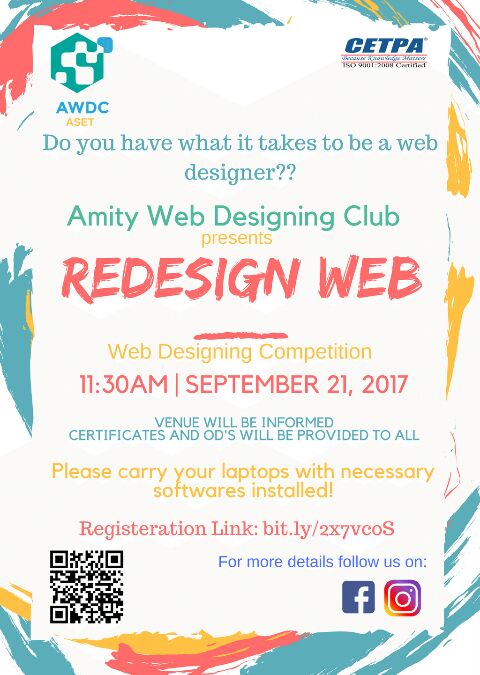 AWDC
ASET
CETPA
Because Knowledge Matters
ISO 9001:2008 Certified
Do you have what it takes to be a web
designer??
Amity Web Designing Club
presents
REDESIGN WEB
Web Designing Competition
11:30AM | SEPTEMBER 21, 2017
VENUE WILL BE INFORMED
CERTIFICATES AND OD'S WILL BE PROVIDED TO ALL
Please carry your laptops with necessary
softwares installed!
Registeration Link: bit.ly/2x7vcoS
For more details follow us on: